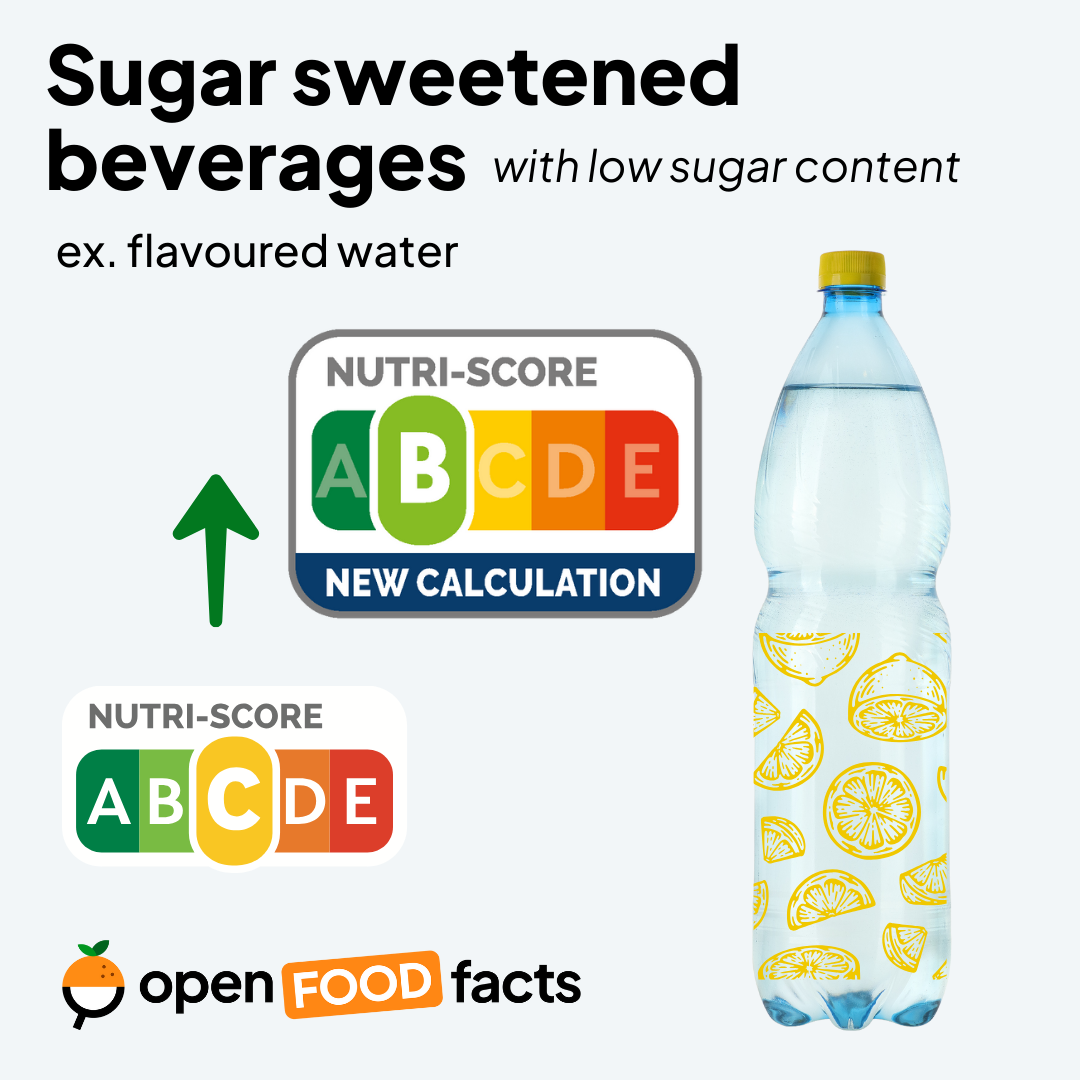 Sugar sweetened
beverages with low sugar content
ex. flavoured water
NUTRI-SCORE
A B C D E
NEW CALCULATION
NUTRI-SCORE
A B C D E
open FOOD facts